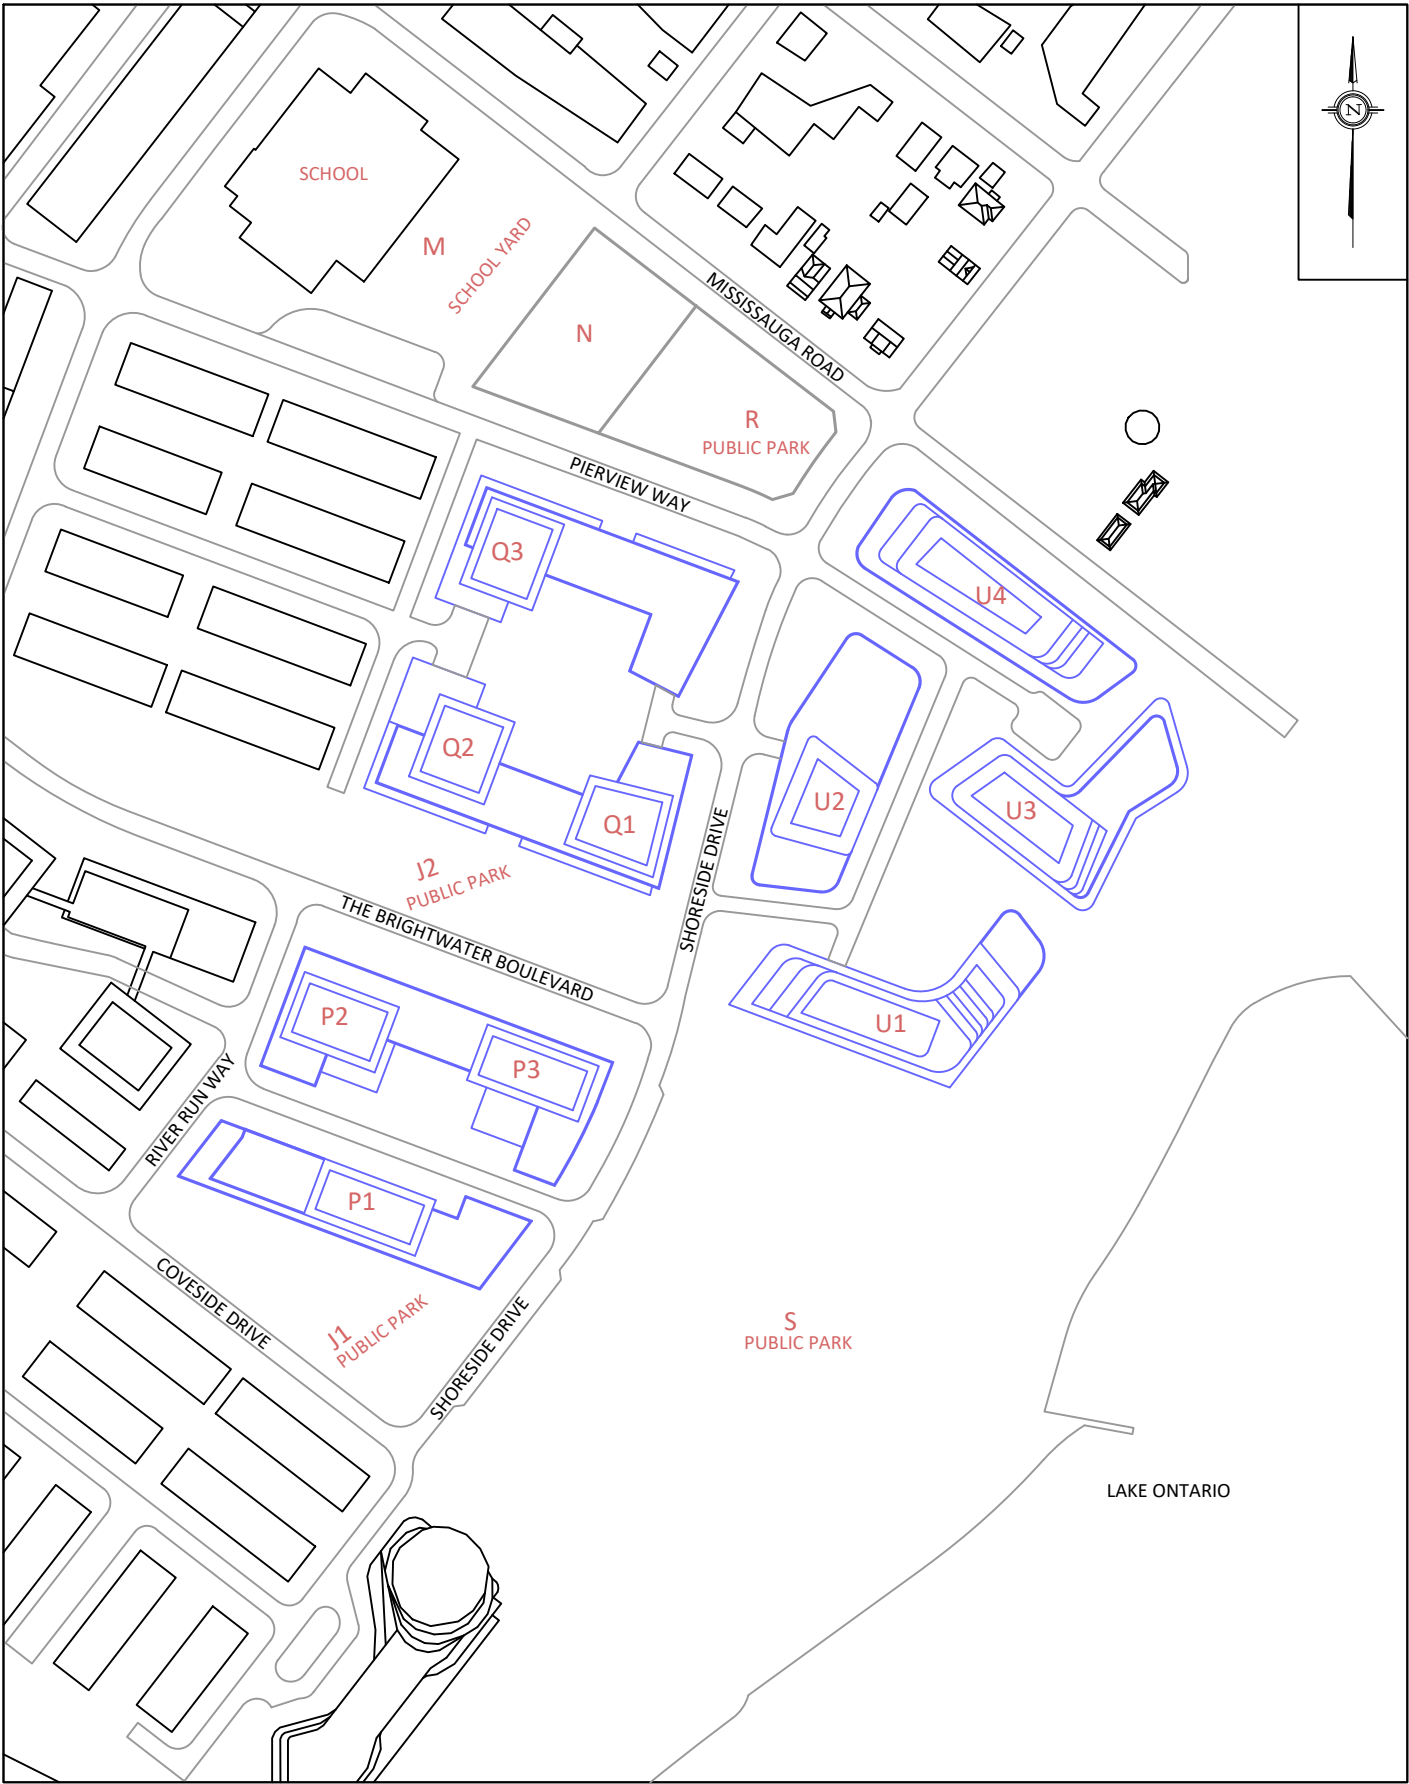 N
SCHOOL
M
SCHOOL YARD
MISSISSAUGA ROAD
N
R
PUBLIC PARK
PIERVIEW WAY
Q3
U4
Q2
U2
U3
Q1
J2
PUBLIC PARK
SHORESIDE DRIVE
THE BRIGHTWATER BOULEVARD
P2
U1
P3
RIVER RUN WAY
P1
COVESIDE DRIVE
J1
PUBLIC PARK
SHORESIDE DRIVE
S
PUBLIC PARK
LAKE ONTARIO